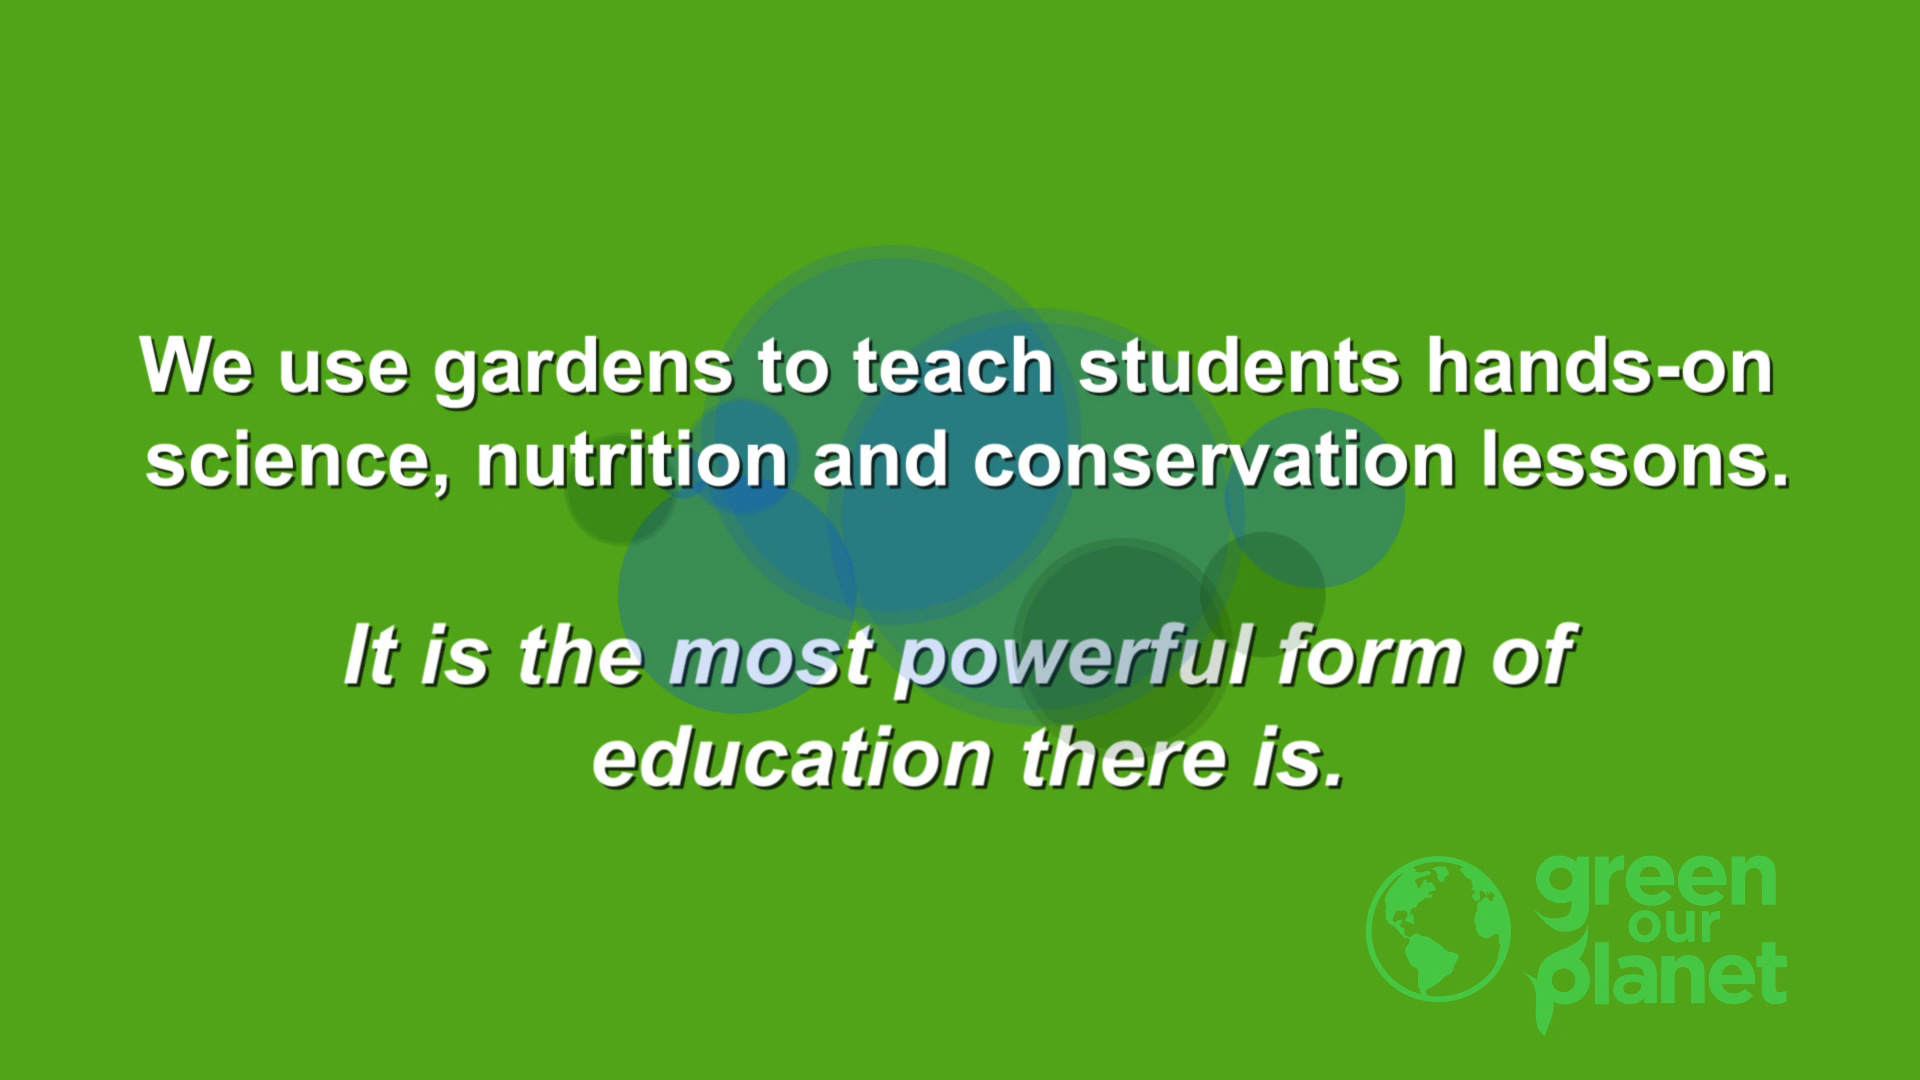 We use gardens to teach students hands-on
science, nutrition and conservation lessons.
It is the most powerful form of
education there is.
green
our
planet